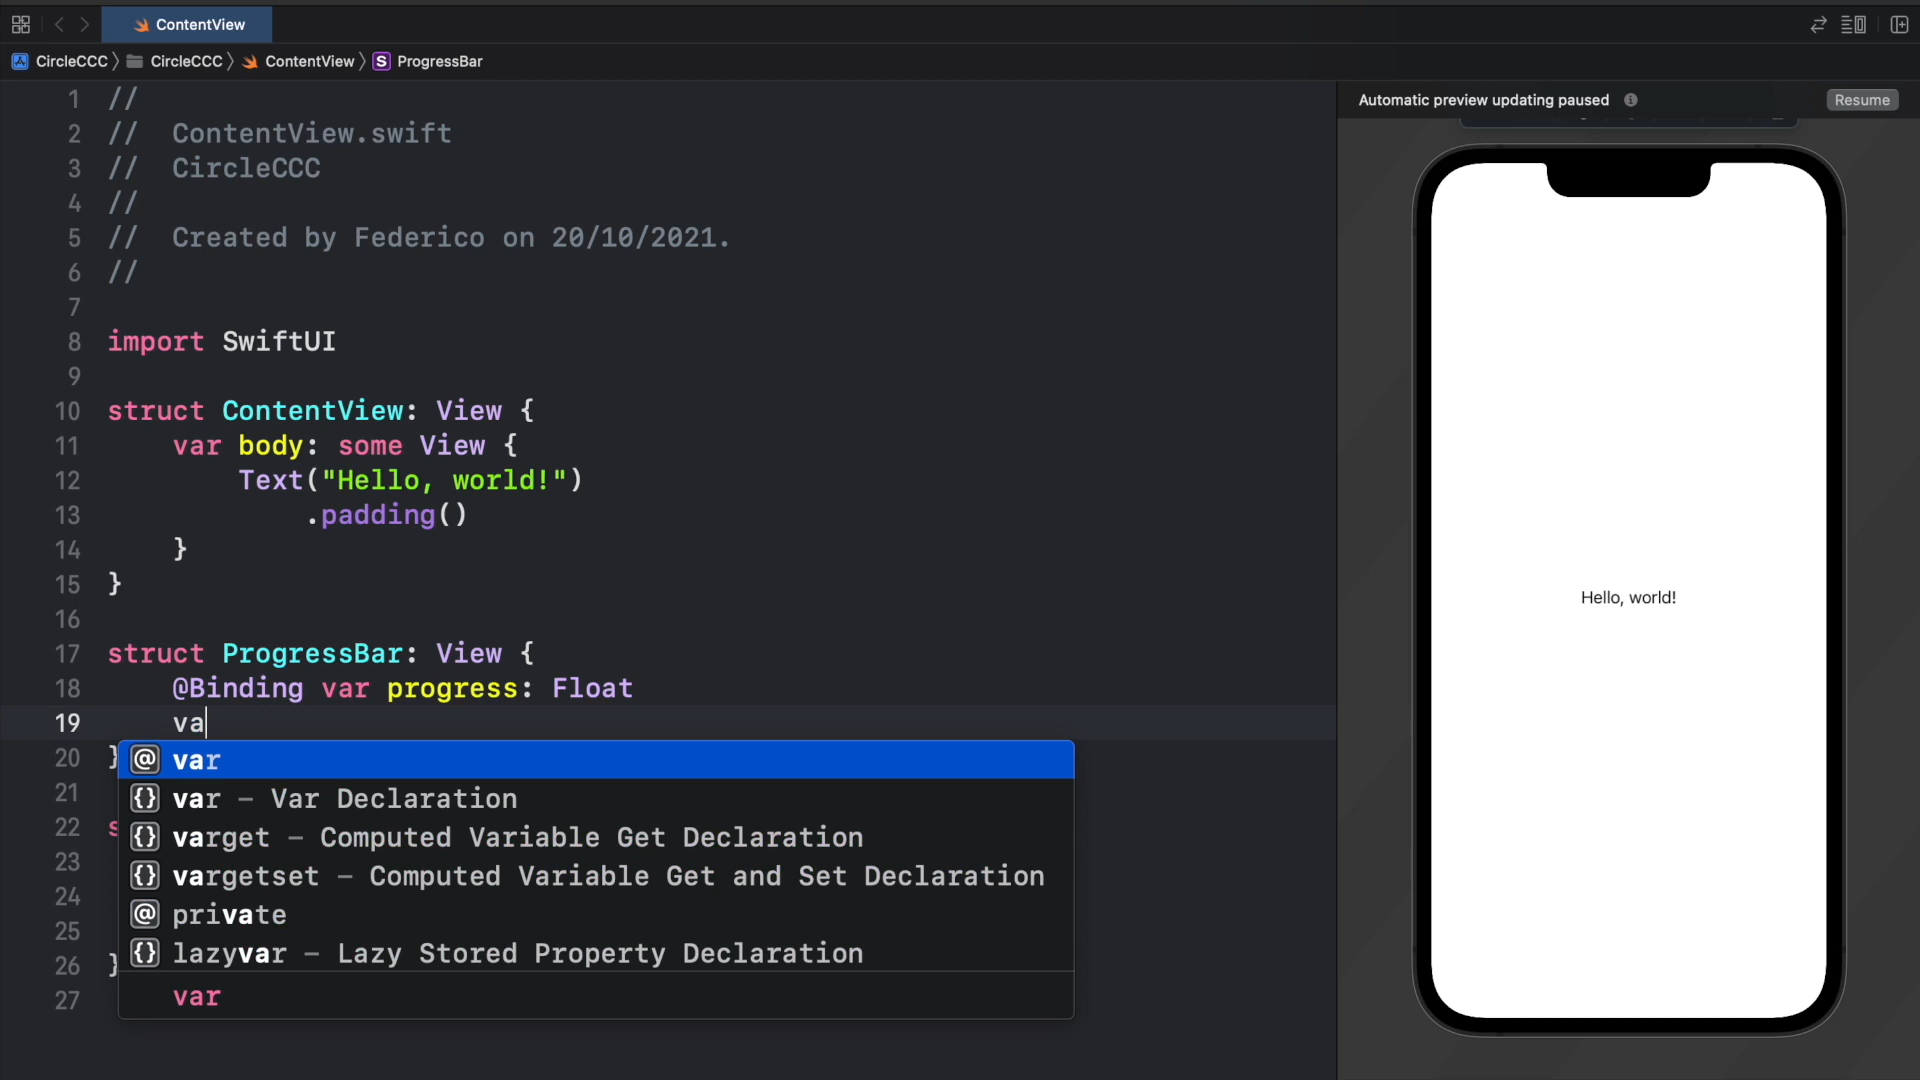 ContentView
CircleCCC 〉 CircleCCC 〉 ContentView 〉 S ProgressBar
1 //
2 //  ContentView.swift
3 //  CircleCCC
4 //
5 //  Created by Federico on 20/10/2021.
6 //
7
8 import SwiftUI
9
10 struct ContentView: View {
11     var body: some View {
12         Text("Hello, world!")
13             .padding()
14     }
15 }
16
17 struct ProgressBar: View {
18     @Binding var progress: Float
19     va
20 }
@ var
21
{} var – Var Declaration
22 s
{} varget – Computed Variable Get Declaration
23
{} vargetset – Computed Variable Get and Set Declaration
24
@ private
25
{} lazyvar – Lazy Stored Property Declaration
26 }
var
27
Automatic preview updating paused
Resume
Hello, world!